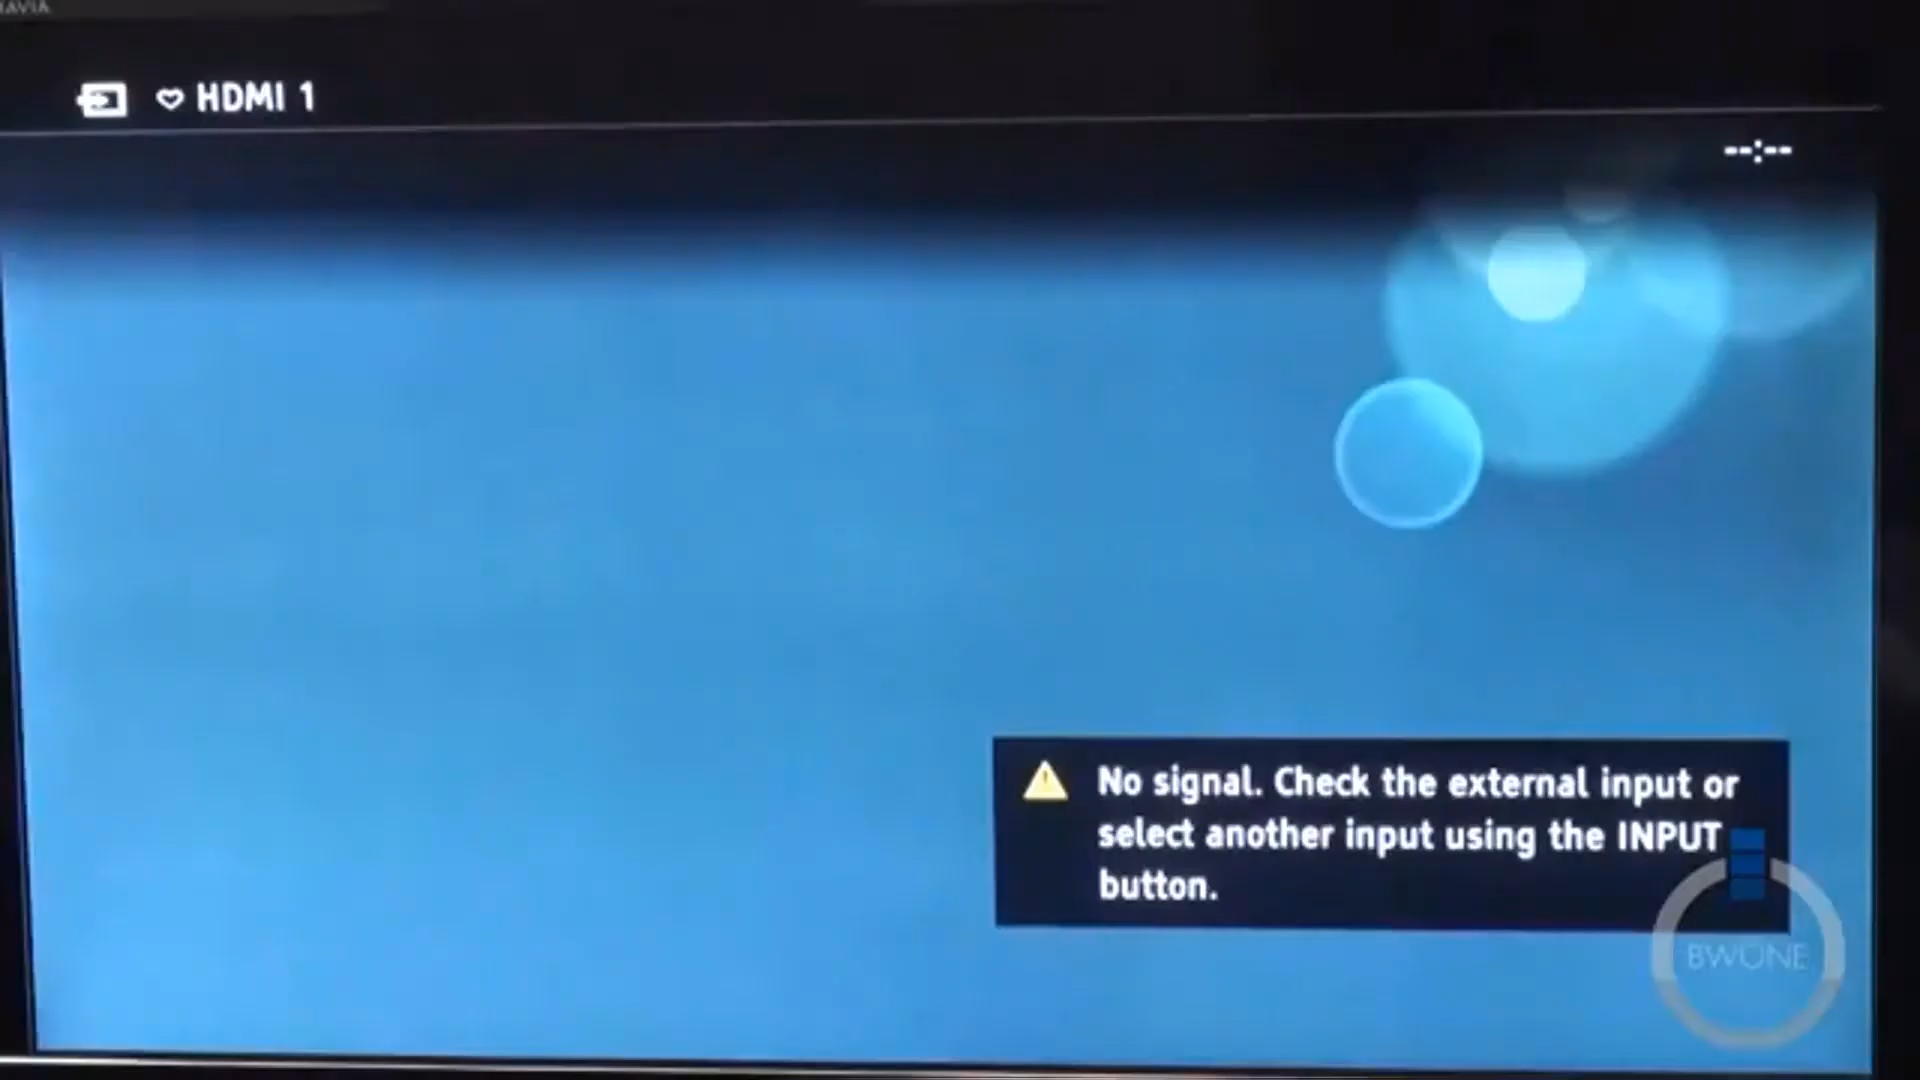 HDMI 1
--:--
No signal. Check the external input or
select another input using the INPUT
button.
BWONE